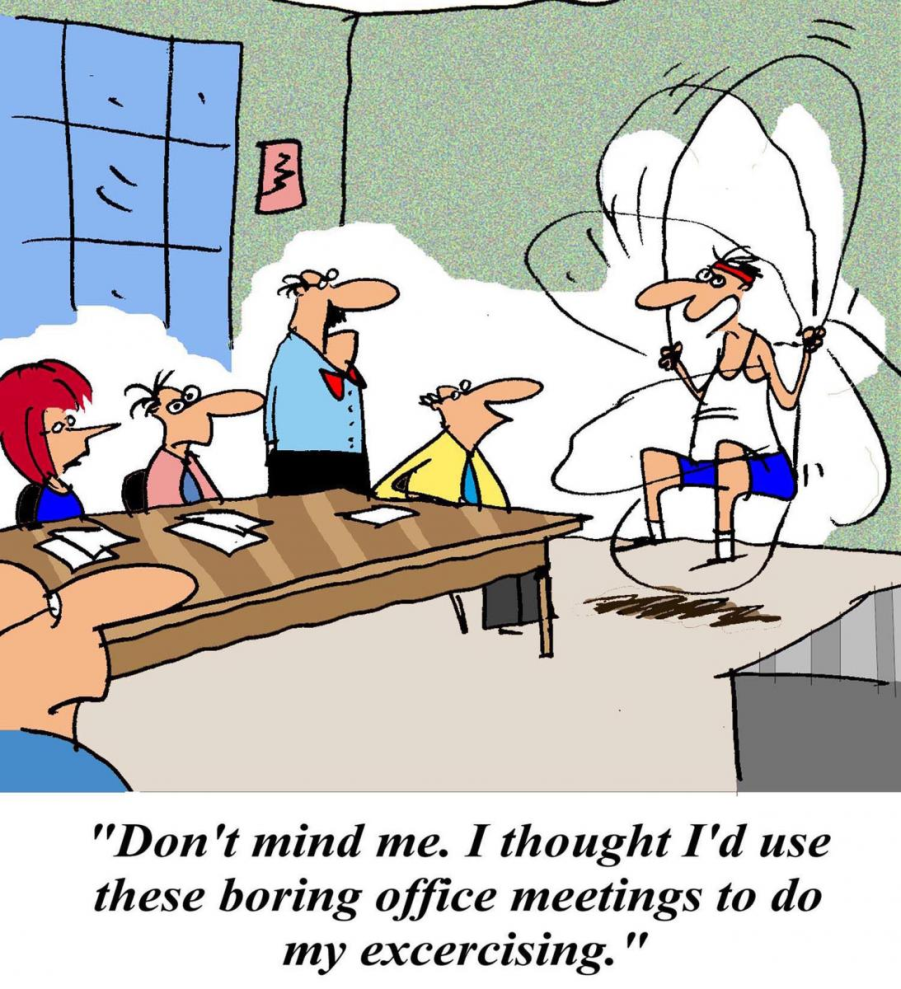 "Don't mind me. I thought I'd use
these boring office meetings to do
my excercising."